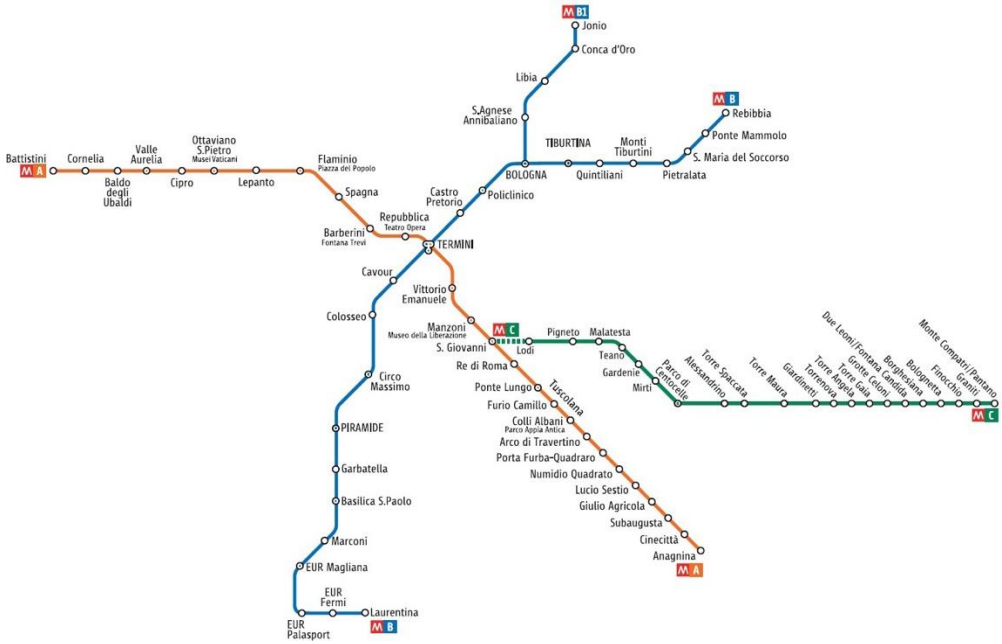 M B1
Jonio
Conca d'Oro
Libia
S.Agnese
Annibaliano
M B
Rebibbia
Ponte Mammolo
S. Maria del Soccorso
Pietralata
Monti
Tiburtini
Quintiliani
TIBURTINA
BOLOGNA
Policlinico
Castro
Pretorio
Battistini
M A
Cornelia
Baldo
degli
Ubaldi
Valle
Aurelia
Cipro
Ottaviano
S.Pietro
Musei Vaticani
Lepanto
Flaminio
Piazza del Popolo
Spagna
Barberini
Fontana Trevi
Repubblica
Teatro Opera
TERMINI
Cavour
Colosseo
Circo
Massimo
PIRAMIDE
Garbatella
Basilica S.Paolo
Marconi
EUR Magliana
EUR
Palasport
EUR
Fermi
Laurentina
M B
Vittorio
Emanuele
Manzoni
Museo della Liberazione
S. Giovanni
Re di Roma
Ponte Lungo
Tuscolana
Furio Camillo
Colli Albani
Parco Appia Antica
Arco di Travertino
Porta Furba-Quadraro
Numidio Quadrato
Lucio Sestio
Giulio Agricola
Subaugusta
Cinecittà
Anagnina
M A
M C
Lodi
Pigneto
Malatesta
Teano
Gardenie
Mirti
Parco di
Centocelle
Alessandrino
Torre Spaccata
Torre Maura
Giardinetti
Torrenova
Torre Angela
Torre Gaia
Grotte Celoni
Due Leoni/Fontana Candida
Borghesiana
Bolognetta
Finocchio
Graniti
Monte Compatri/Pantano
M C